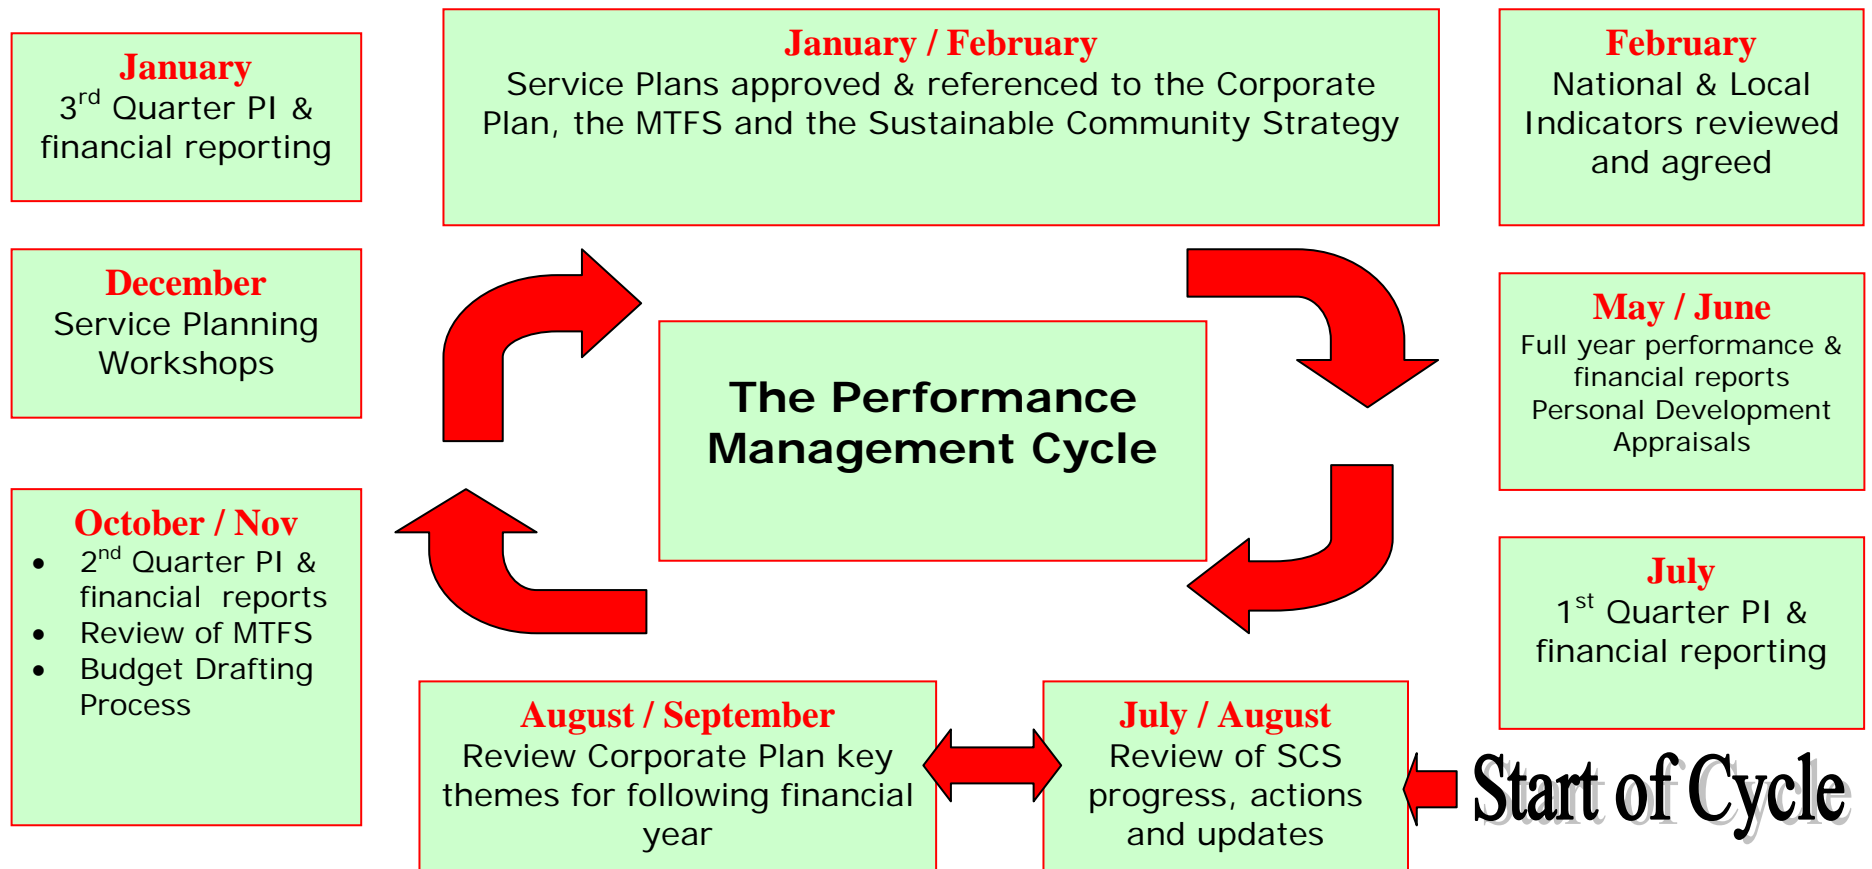 January
3rd Quarter PI &
financial reporting
January / February
Service Plans approved & referenced to the Corporate
Plan, the MTFS and the Sustainable Community Strategy
February
National & Local
Indicators reviewed
and agreed
December
Service Planning
Workshops
The Performance
Management Cycle
May / June
Full year performance &
financial reports
Personal Development
Appraisals
October / Nov
• 2nd Quarter PI &
financial reports
• Review of MTFS
• Budget Drafting
Process
July
1st Quarter PI &
financial reporting
August / September
Review Corporate Plan key
themes for following financial
year
July / August
Review of SCS
progress, actions
and updates
Start of Cycle